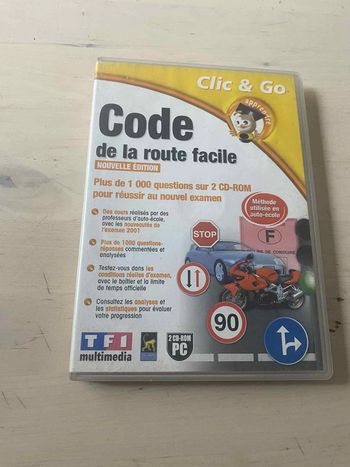 Clic & Go
apprentici
Code
de la route facile
NOUVELLE ÉDITION
Plus de 1 000 questions sur 2 CD-ROM
pour réussir au nouvel examen
Méthode
utilisée en
auto-école
Des cours réalisés par des
professeurs d'auto-école,
avec les nouveautés de
l'examen 2001
Plus de 1000 questions-
réponses commentées et
analysées
Testez-vous dans les
conditions réelles d'examen,
avec le boîtier et la limite
de temps officielle
Consultez les analyses et
les statistiques pour évaluer
votre progression
STOP
F
DE CONDUIRE
90
TF1
multimedia
2 CD-ROM
PC